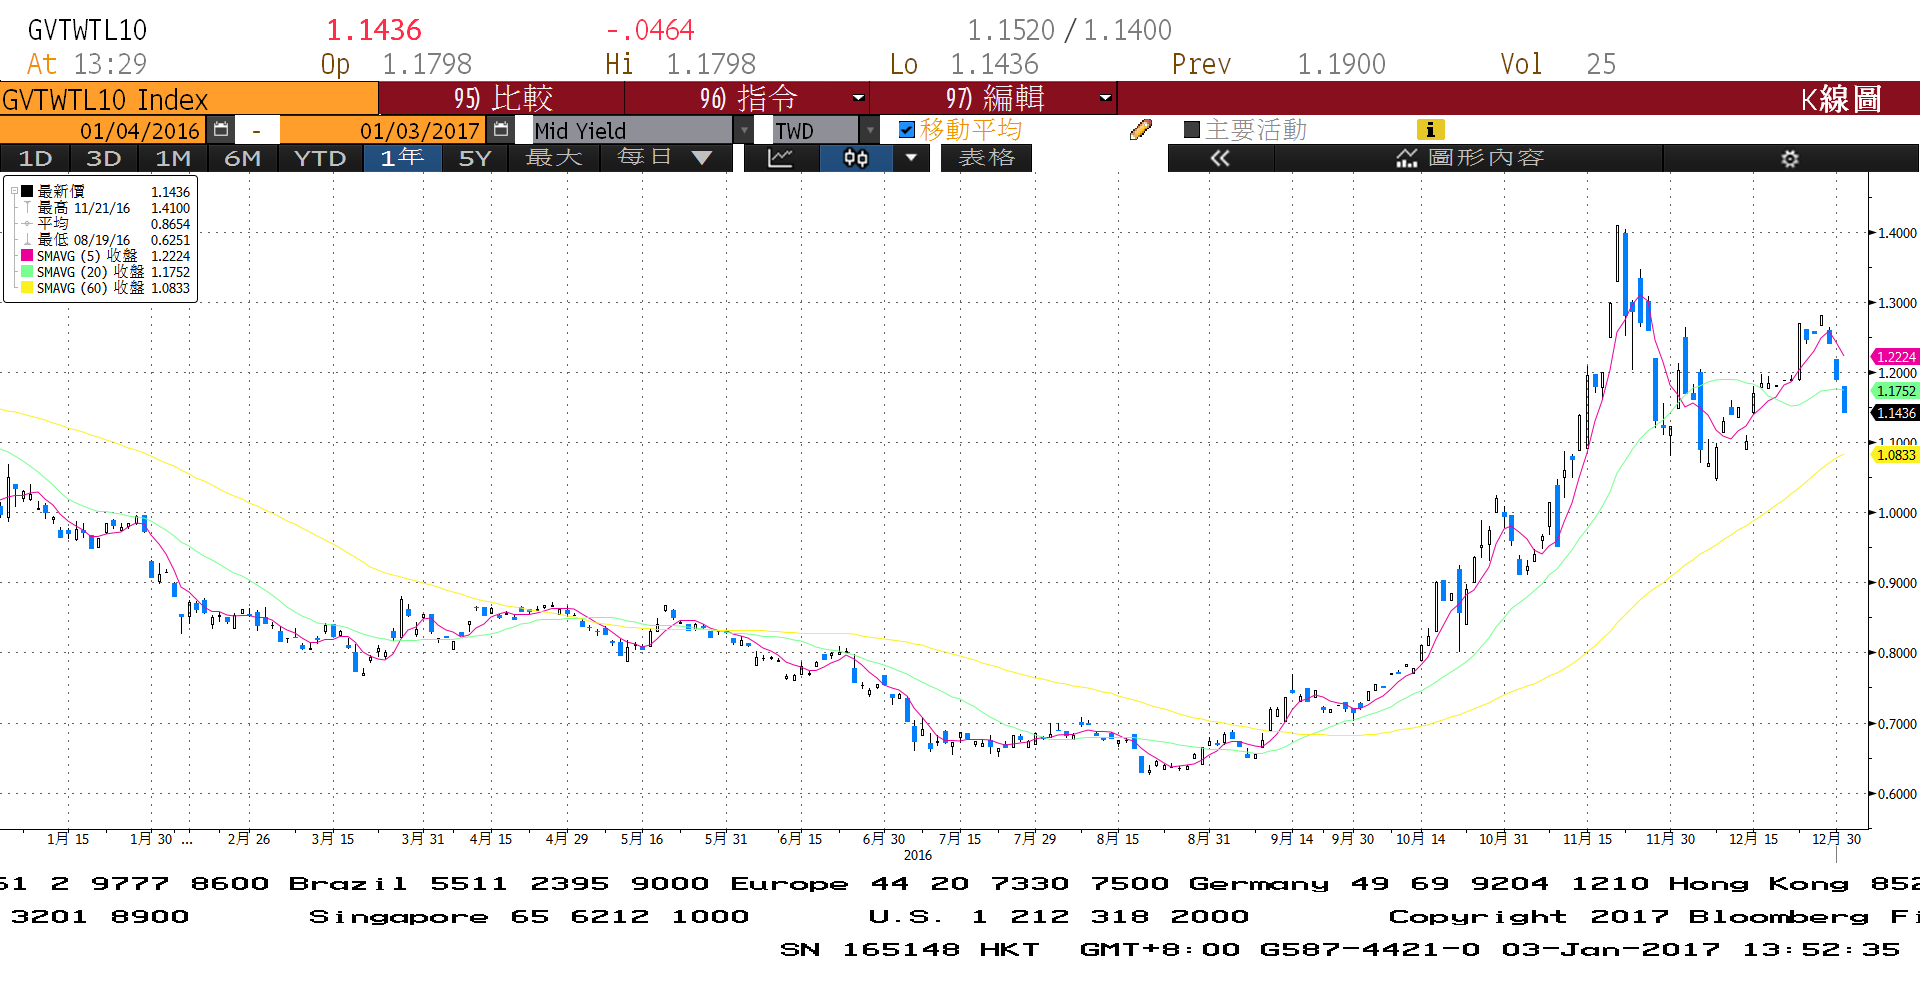 GVTWTL10 1.1436 -.0464 1.1520 / 1.1400
At 13:29 Op 1.1798 Hi 1.1798 Lo 1.1436 Prev 1.1900 Vol 25
GVTWTL10 Index 95) 比較 96) 指令 97) 編輯 K線圖
01/04/2016 - 01/03/2017 Mid Yield TWD 移動平均 主要活動 i
1D 3D 1M 6M YTD 1年 5Y 最大 每日 表格 « 圖形內容
最新價 1.1436
最高 11/21/16 1.4100
平均 0.8654
最低 08/19/16 0.6251
SMAVG (5) 收盤 1.2224
SMAVG (20) 收盤 1.1752
SMAVG (60) 收盤 1.0833
1.4000
1.3000
1.2224
1.2000
1.1752
1.1436
1.1000
1.0833
1.0000
0.9000
0.8000
0.7000
0.6000
1月 15 1月 30 ... 2月 26 3月 15 3月 31 4月 15 4月 29 5月 16 5月 31 6月 15 6月 30 7月 15 7月 29 8月 15 8月 31 9月 14 9月 30 10月 14 10月 31 11月 15 11月 30 12月 15 12月 30
2016
61 2 9777 8600 Brazil 5511 2395 9000 Europe 44 20 7330 7500 Germany 49 69 9204 1210 Hong Kong 852
3201 8900 Singapore 65 6212 1000 U.S. 1 212 318 2000 Copyright 2017 Bloomberg Fi
SN 165148 HKT GMT+8:00 G587-4421-0 03-Jan-2017 13:52:35